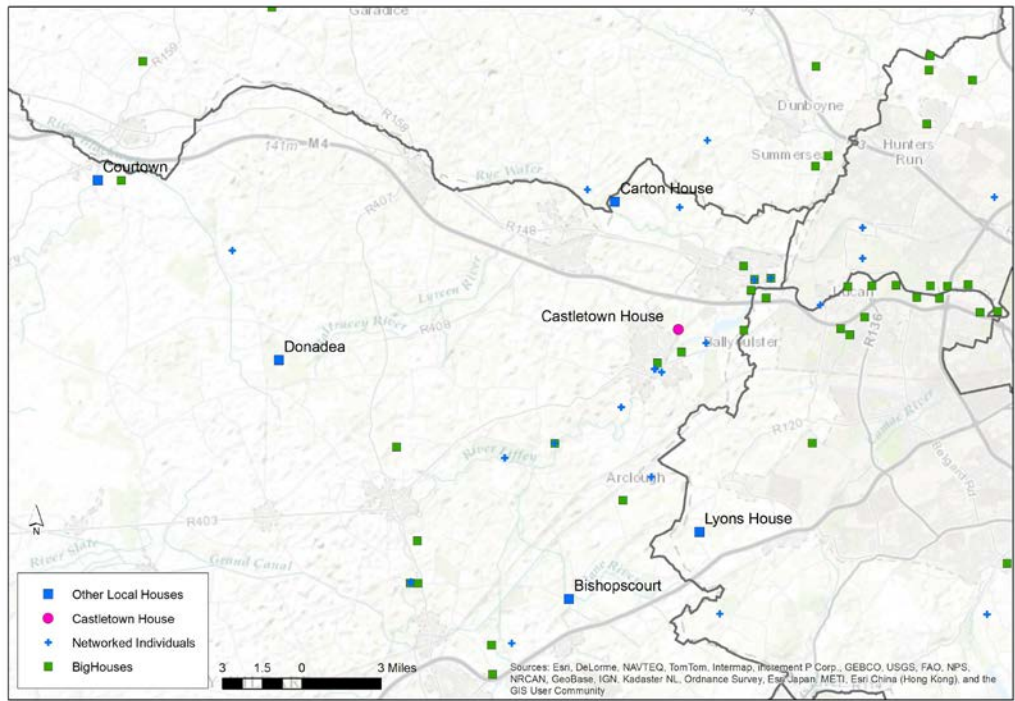 Garadice
R159
R158
Dunboyne
141m
M4
Courtown
Summersea
3
Hunters
Run
Rye Water
Carton House
R407
R148
Lyreen River
Lucan
Castletown House
R136
R408
Donadea
Ballyoulster
R120
River Liffey
Belgard Rd
Arclough
Lyons House
R403
N
River Slate
Grand Canal
Bishopscourt
Other Local Houses
Castletown House
Networked Individuals
BigHouses
3 1.5 0 3 Miles
Sources: Esri, DeLorme, NAVTEQ, TomTom, Intermap, increment P Corp., GEBCO, USGS, FAO, NPS,
NRCAN, GeoBase, IGN, Kadaster NL, Ordnance Survey, Esri Japan, METI, Esri China (Hong Kong), and the
GIS User Community